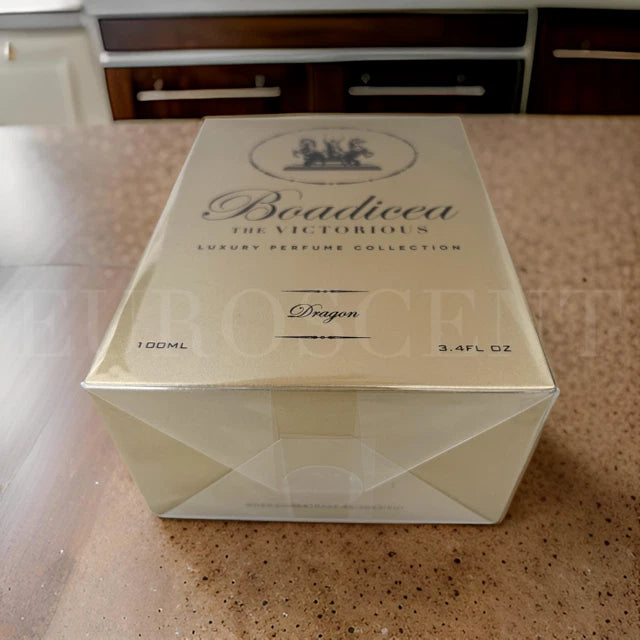 Boadicea
THE VICTORIOUS
LUXURY PERFUME COLLECTION
Dragon
100ML
3.4FL OZ
EUROSCENT